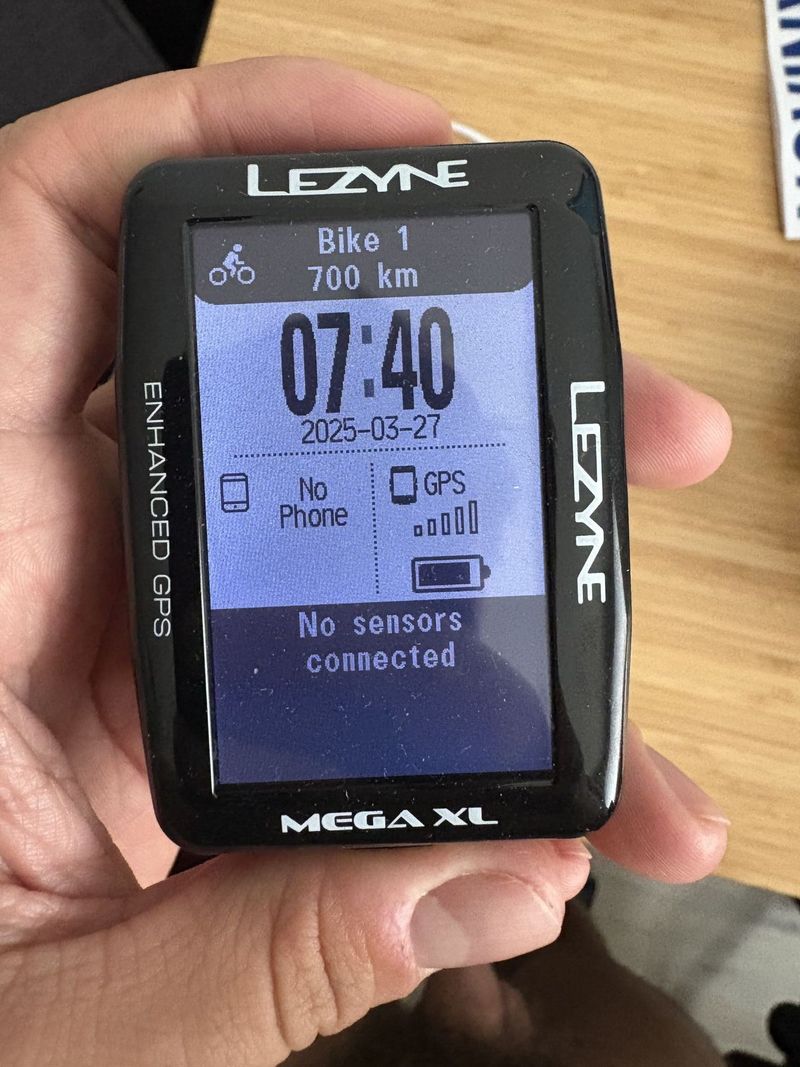 LEZYNE
Bike 1
700 km
07:40
2025-03-27
No
Phone
GPS
No sensors
connected
ENHANCED GPS
LEZYNE
MEGA XL